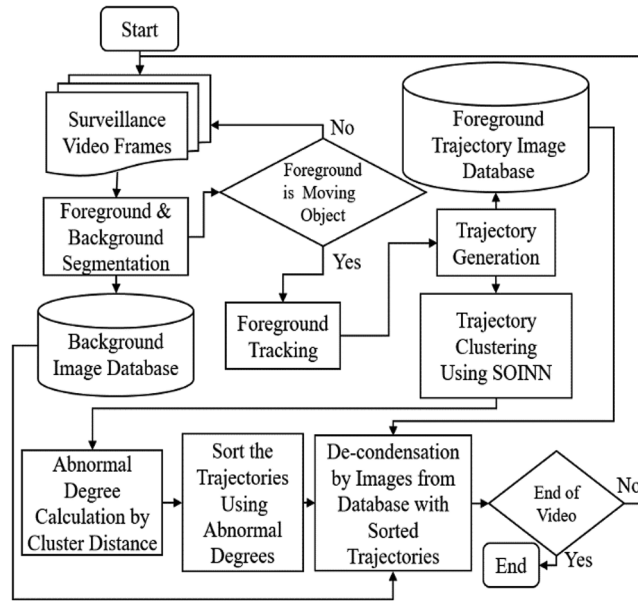 Start
Surveillance
Video Frames
No
Foreground
is Moving
Object
Foreground
Trajectory Image
Database
Foreground &
Background
Segmentation
Trajectory
Generation
Yes
Foreground
Tracking
Background
Image Database
Trajectory
Clustering
Using SOINN
Abnormal
Degree
Calculation by
Cluster Distance
Sort the
Trajectories
Using
Abnormal
Degrees
De-condensation
by Images from
Database with
Sorted
Trajectories
End of
Video
No
Yes
End